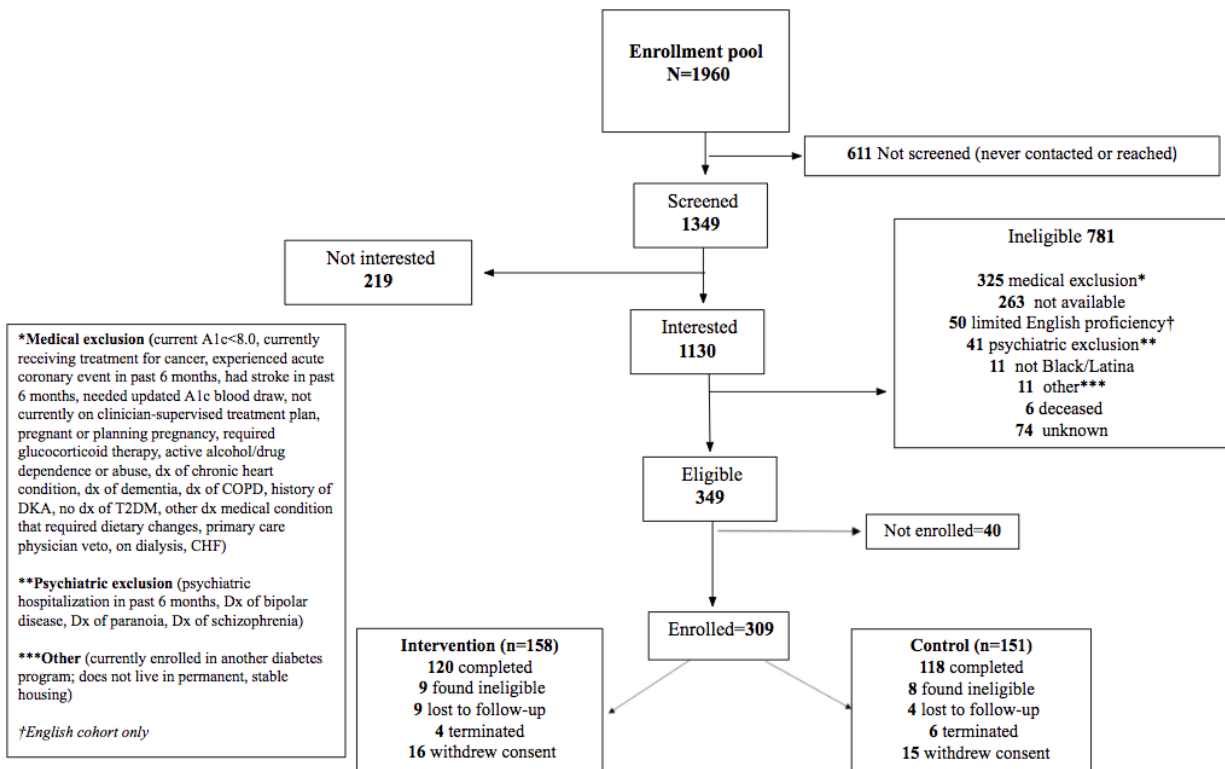 Enrollment pool
N=1960
611 Not screened (never contacted or reached)
Screened
1349
Not interested
219
Interested
1130
Ineligible 781
325 medical exclusion*
263 not available
50 limited English proficiency†
41 psychiatric exclusion**
11 not Black/Latina
11 other***
6 deceased
74 unknown
*Medical exclusion (current A1c<8.0, currently
receiving treatment for cancer, experienced acute
coronary event in past 6 months, had stroke in past
6 months, needed updated A1c blood draw, not
currently on clinician-supervised treatment plan,
pregnant or planning pregnancy, required
glucocorticoid therapy, active alcohol/drug
dependence or abuse, dx of chronic heart
condition, dx of dementia, dx of COPD, history of
DKA, no dx of T2DM, other dx medical condition
that required dietary changes, primary care
physician veto, on dialysis, CHF)
**Psychiatric exclusion (psychiatric
hospitalization in past 6 months, Dx of bipolar
disease, Dx of paranoia, Dx of schizophrenia)
***Other (currently enrolled in another diabetes
program; does not live in permanent, stable
housing)
†English cohort only
Eligible
349
Not enrolled=40
Enrolled=309
Intervention (n=158)
120 completed
9 found ineligible
9 lost to follow-up
4 terminated
16 withdrew consent
Control (n=151)
118 completed
8 found ineligible
4 lost to follow-up
6 terminated
15 withdrew consent